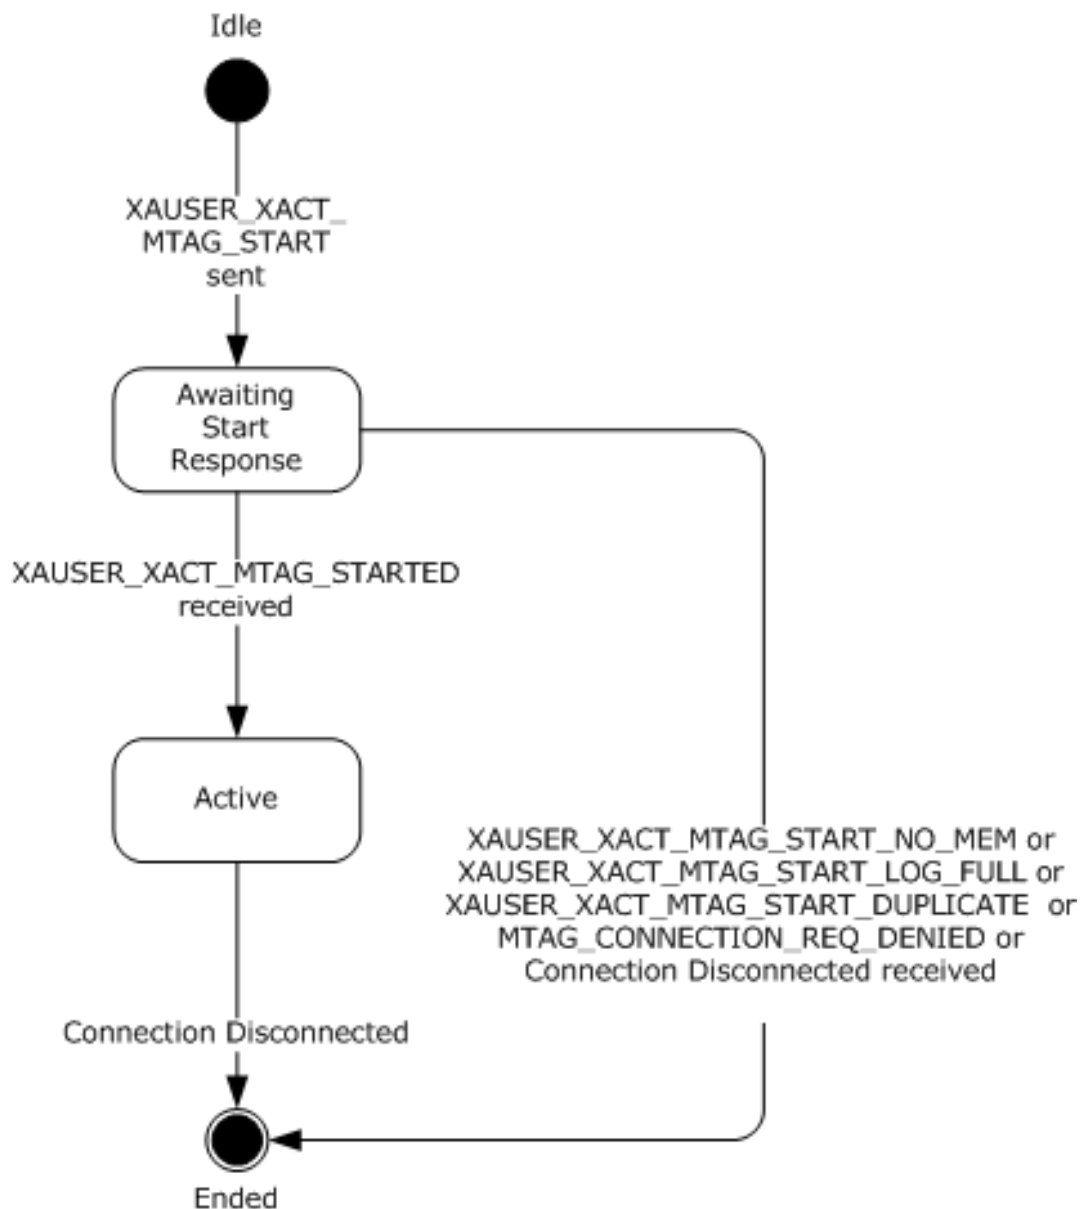 Idle
XAUSER_XACT_
MTAG_START
sent
Awaiting
Start
Response
XAUSER_XACT_MTAG_STARTED
received
Active
XAUSER_XACT_MTAG_START_NO_MEM or
XAUSER_XACT_MTAG_START_LOG_FULL or
XAUSER_XACT_MTAG_START_DUPLICATE or
MTAG_CONNECTION_REQ_DENIED or
Connection Disconnected received
Connection Disconnected
Ended